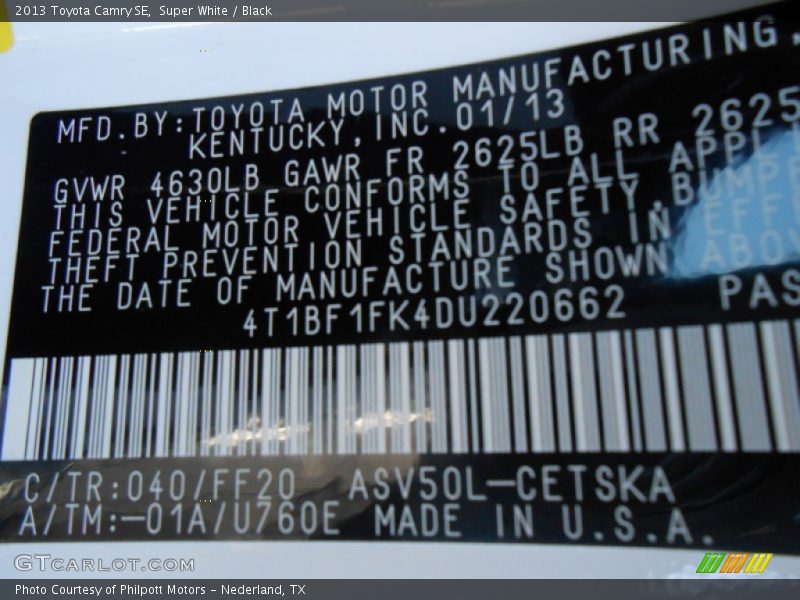 2013 Toyota Camry SE, Super White / Black
MFD.BY:TOYOTA MOTOR MANUFACTURING,
KENTUCKY,INC.01/13
GVWR 4630LB GAWR FR 2625LB RR 2625
THIS VEHICLE CONFORMS TO ALL APPL
FEDERAL MOTOR VEHICLE SAFETY,BUMPE
THEFT PREVENTION STANDARDS IN EFF
THE DATE OF MANUFACTURE SHOWN ABOV
4T1BF1FK4DU220662 PAS
C/TR:040/FF20 ASV50L-CETSKA
A/TM:-01A/U760E MADE IN U.S.A.
GTCARLOT.COM
Photo Courtesy of Philpott Motors - Nederland, TX